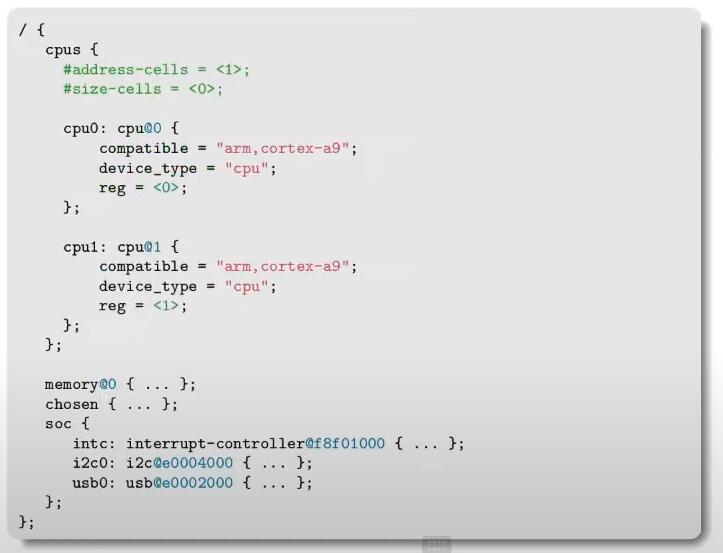 / {
cpus {
#address-cells = <1>;
#size-cells = <0>;
cpu0: cpu@0 {
compatible = "arm,cortex-a9";
device_type = "cpu";
reg = <0>;
};
cpu1: cpu@1 {
compatible = "arm,cortex-a9";
device_type = "cpu";
reg = <1>;
};
};
memory@0 { ... };
chosen { ... };
soc {
intc: interrupt-controller@f8f01000 { ... };
i2c0: i2c@e0004000 { ... };
usb0: usb@e0002000 { ... };
};
};